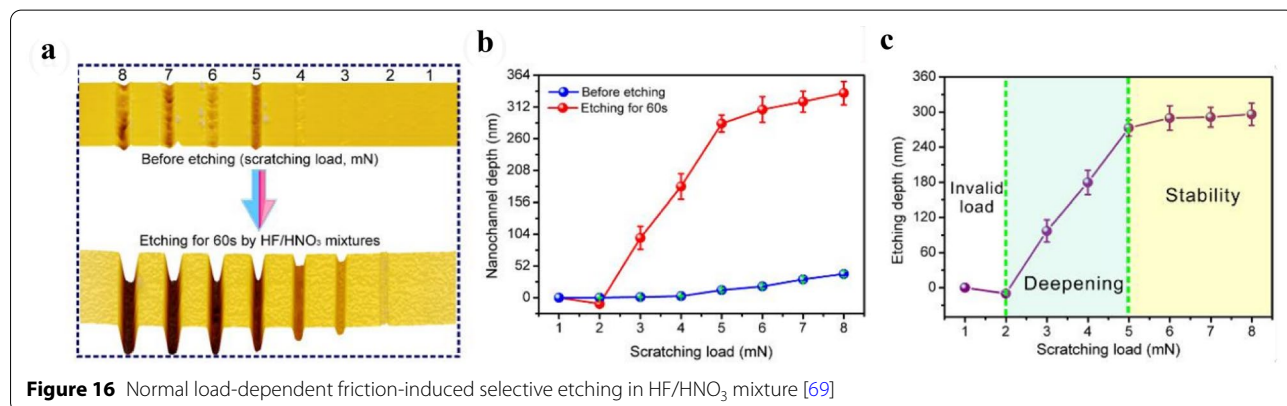 a
8 7 6 5 4 3 2 1
Before etching (scratching load, mN)
Etching for 60s by HF/HNO₃ mixtures
b
Nanochannel depth (nm)
364
312
260
208
156
104
52
0
Before etching
Etching for 60s
1 2 3 4 5 6 7 8
Scratching load (mN)
c
Etching depth (nm)
360
300
240
180
120
60
0
Invalid
load
Deepening
Stability
1 2 3 4 5 6 7 8
Scratching load (mN)
Figure 16 Normal load-dependent friction-induced selective etching in HF/HNO₃ mixture [69]